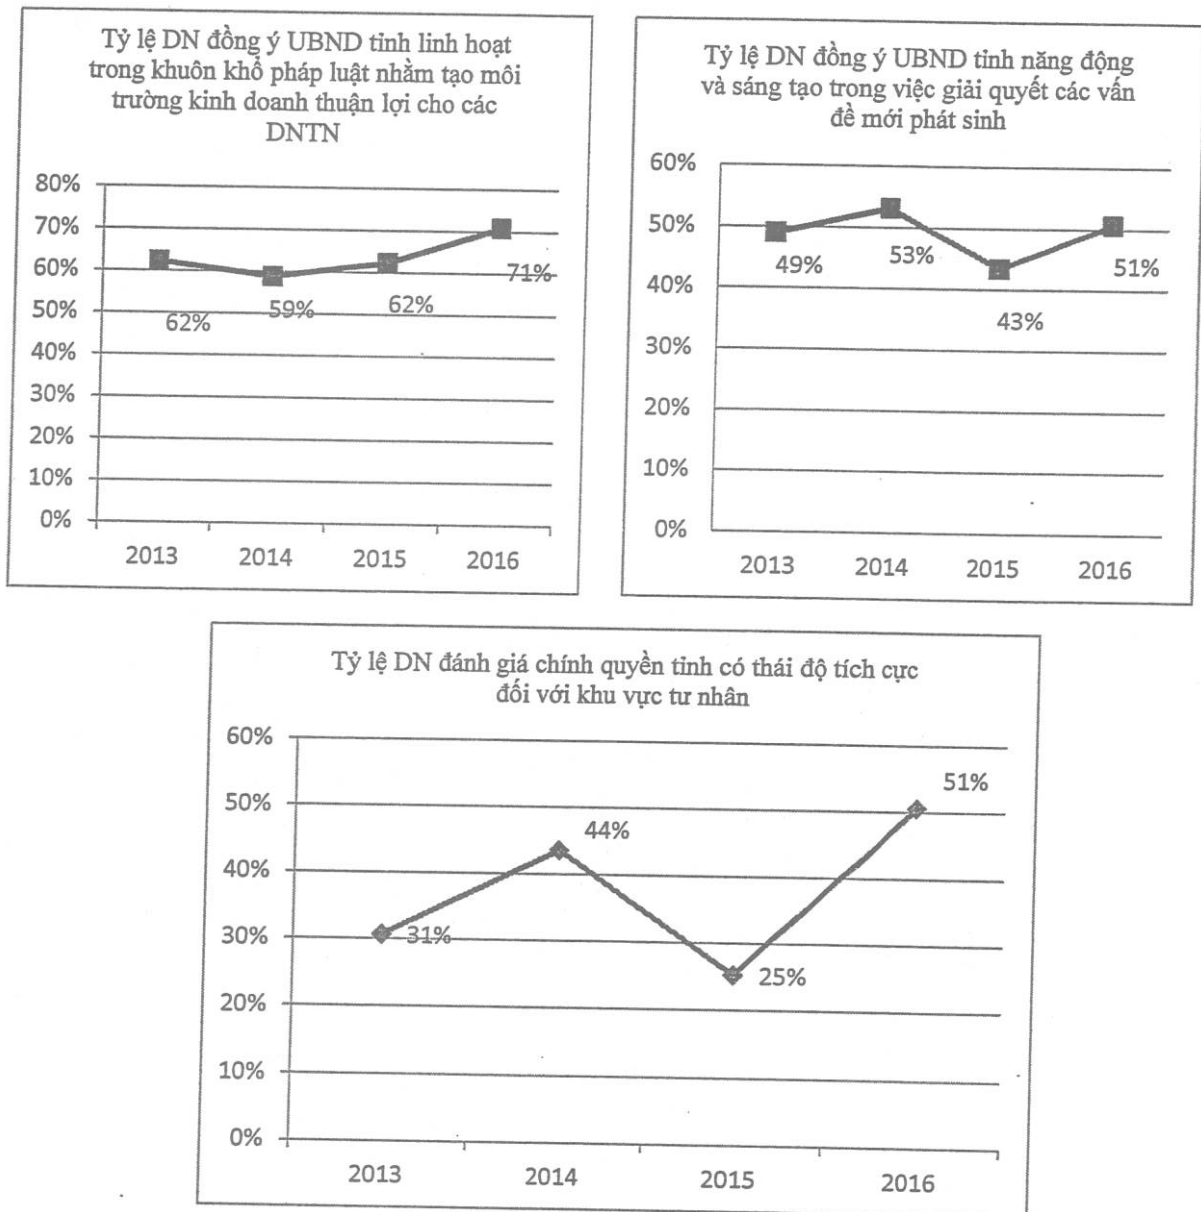 Tỷ lệ DN đồng ý UBND tỉnh linh hoạt
trong khuôn khổ pháp luật nhằm tạo môi
trường kinh doanh thuận lợi cho các
DNTN
80%
70%
60%
50%
40%
30%
20%
10%
0%
62%
59%
62%
71%
2013 2014 2015 2016
Tỷ lệ DN đồng ý UBND tỉnh năng động
và sáng tạo trong việc giải quyết các vấn
đề mới phát sinh
60%
50%
40%
30%
20%
10%
0%
49%
53%
43%
51%
2013 2014 2015 2016
Tỷ lệ DN đánh giá chính quyền tỉnh có thái độ tích cực
đối với khu vực tư nhân
60%
50%
40%
30%
20%
10%
0%
31%
44%
25%
51%
2013 2014 2015 2016